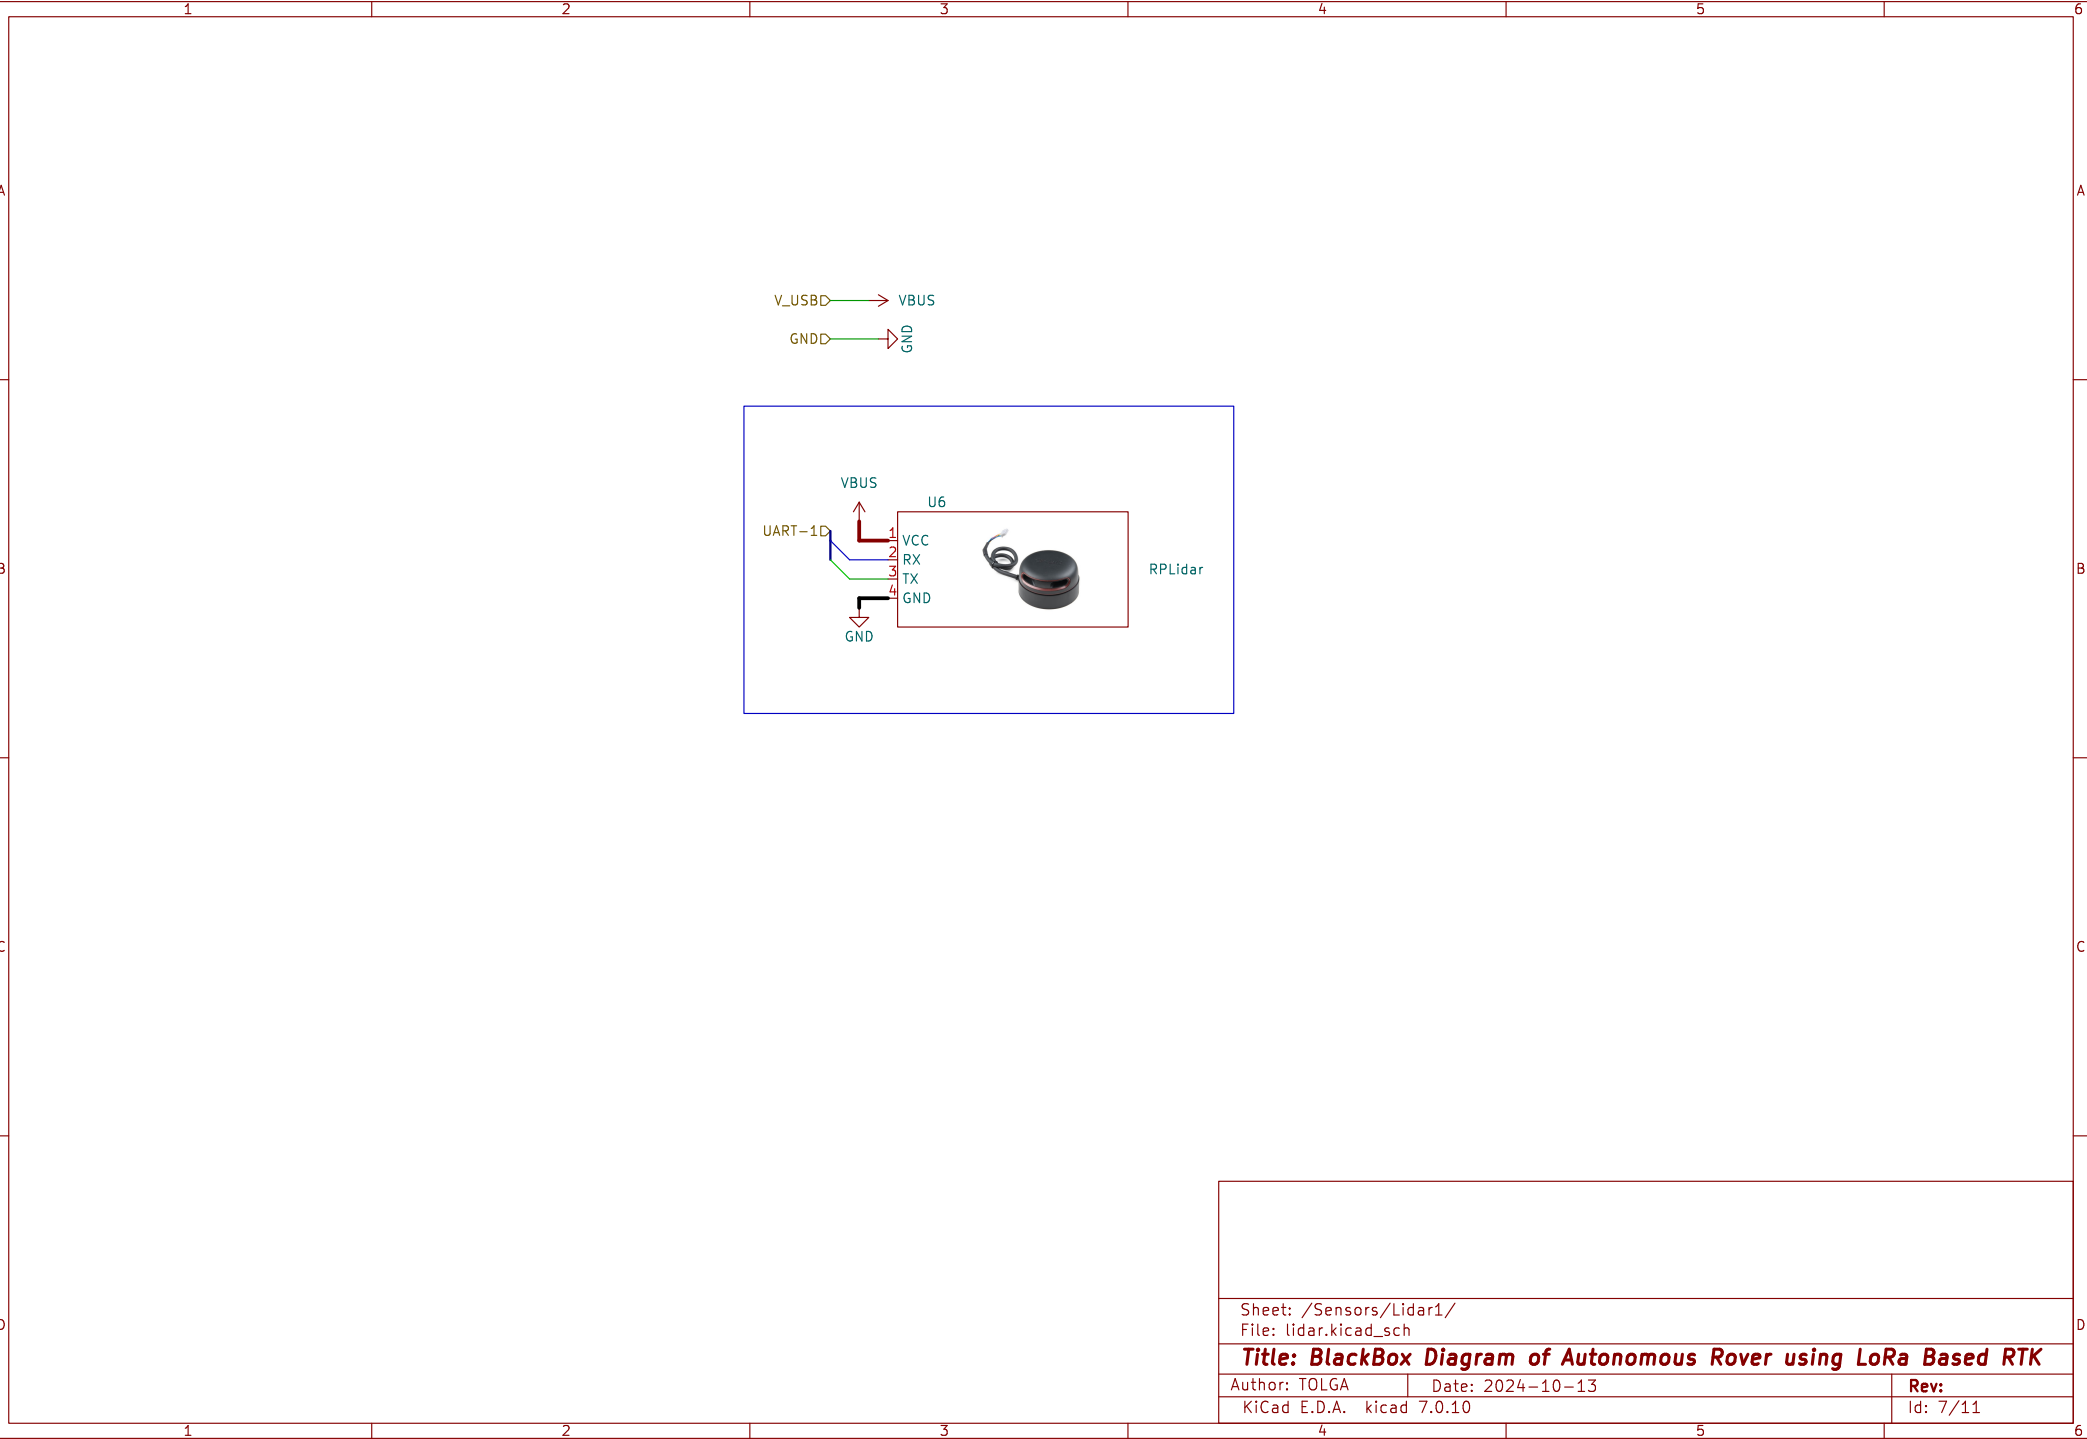 1 2 3 4 5 6
A A
V_USB VBUS
GND GND
VBUS
U6
UART-1
1 VCC
2 RX
3 TX
4 GND
GND
RPLidar
B B
C C
D D
Sheet: /Sensors/Lidar1/
File: lidar.kicad_sch
Title: BlackBox Diagram of Autonomous Rover using LoRa Based RTK
Author: TOLGA Date: 2024-10-13 Rev:
KiCad E.D.A. kicad 7.0.10 Id: 7/11
1 2 3 4 5 6